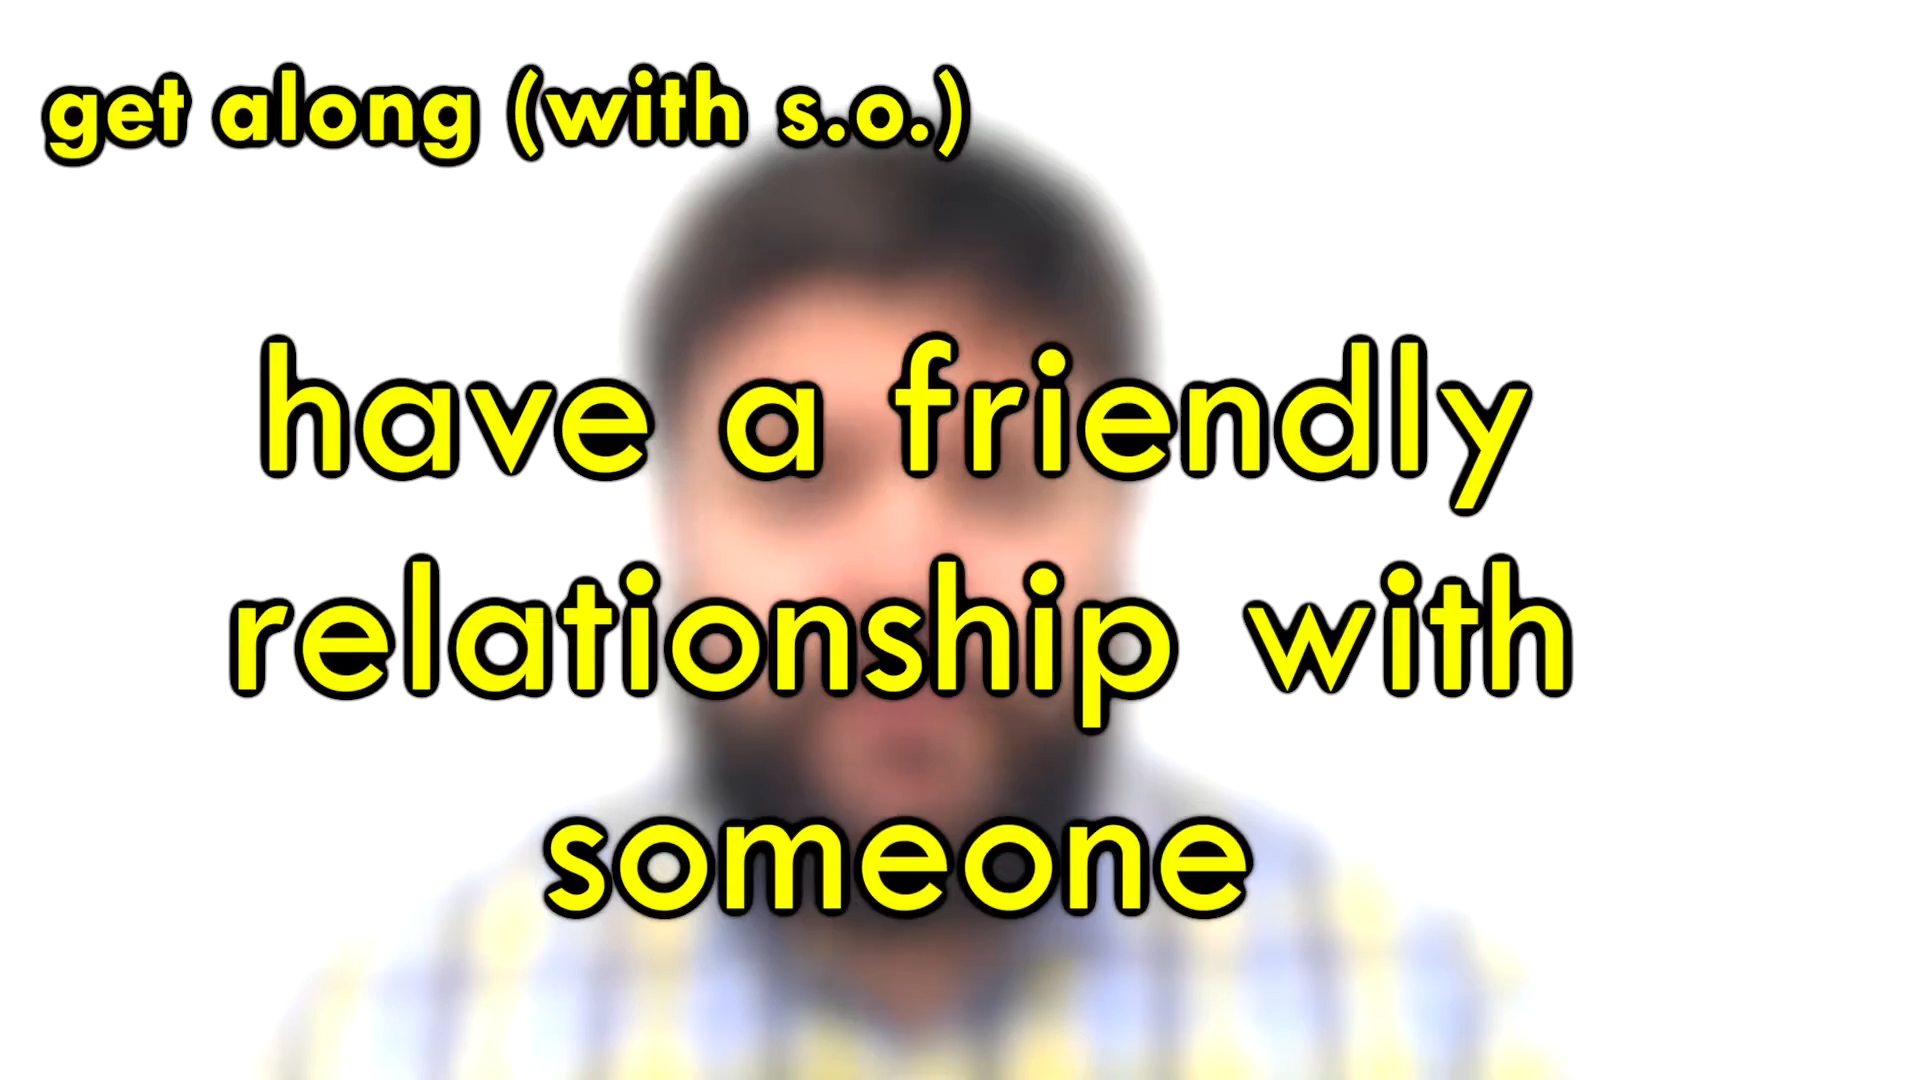 get along (with s.o.)
have a friendly
relationship with
someone